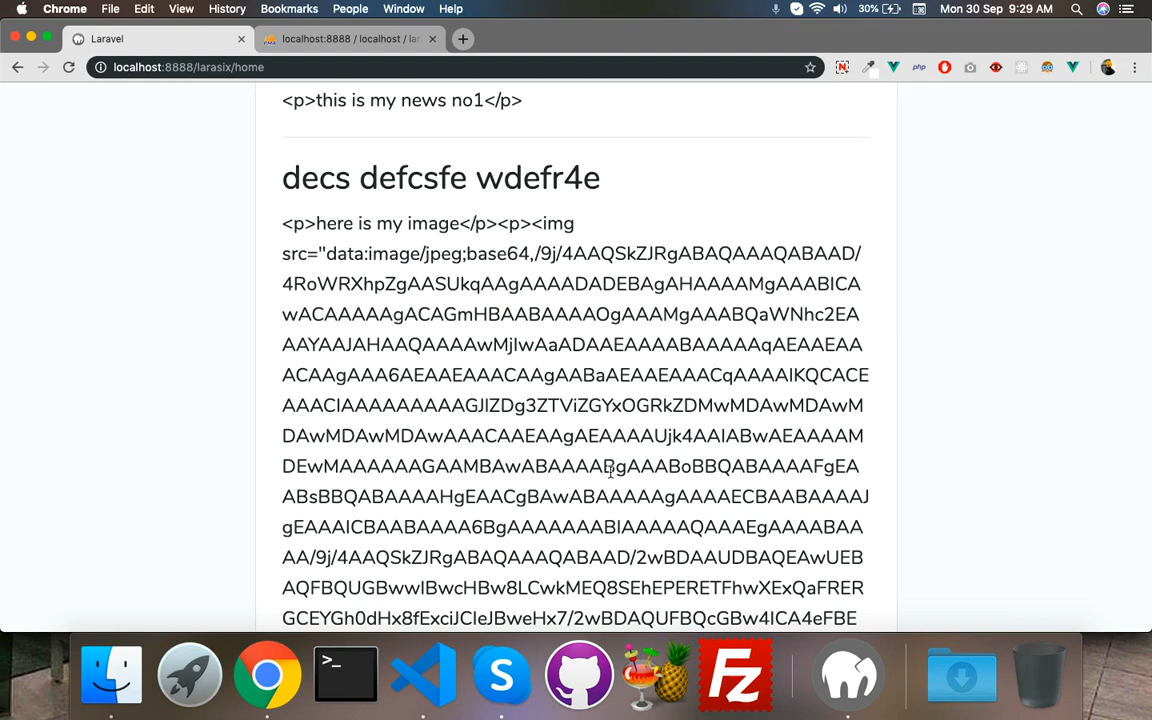 Chrome File Edit View History Bookmarks People Window Help 30% Mon 30 Sep 9:29 AM
Laravel localhost:8888 / localhost / lar
localhost:8888/larasix/home
<p>this is my news no1</p>
decs defcsfe wdefr4e
<p>here is my image</p><p><img
src="data:image/jpeg;base64,/9j/4AAQSkZJRgABAQAAAQABAAD/
4RoWRXhpZgAASUkqAAgAAAADADEBAgAHAAAAMgAAABICA
wACAAAAAgACAGmHBAABAAAAOgAAAMgAAABQaWNhc2EA
AAYAAJAHAAQAAAAwMjIwAaADAAEAAAABAAAAAqAEAAEAA
ACAAgAAA6AEAAEAAACAAgAABaAEAAEAAACqAAAAIKQCACE
AAACIAAAAAAAAAGJlZDg3ZTViZGYxOGRkZDMwMDAwMDAwM
DAwMDAwMDAwAAACAAEAAgAEAAAAUjk4AAIABwAEAAAAM
DEwMAAAAAAGAAMBAwABAAAABgAAABoBBQABAAAAFgEA
ABsBBQABAAAAHgEAACgBAwABAAAAAgAAAAECBAABAAAAJ
gEAAAICBAABAAAA6BgAAAAAAABIAAAAAQAAAEgAAAABAA
AA/9j/4AAQSkZJRgABAQAAAQABAAD/2wBDAAUDBAQEAwUEB
AQFBQUGBwwIBwcHBw8LCwkMEQ8SEhEPERETFhwXExQaFRER
GCEYGh0dHx8fExciJCIeJBweHx7/2wBDAQUFBQcGBw4ICA4eFBE
>_
Fz